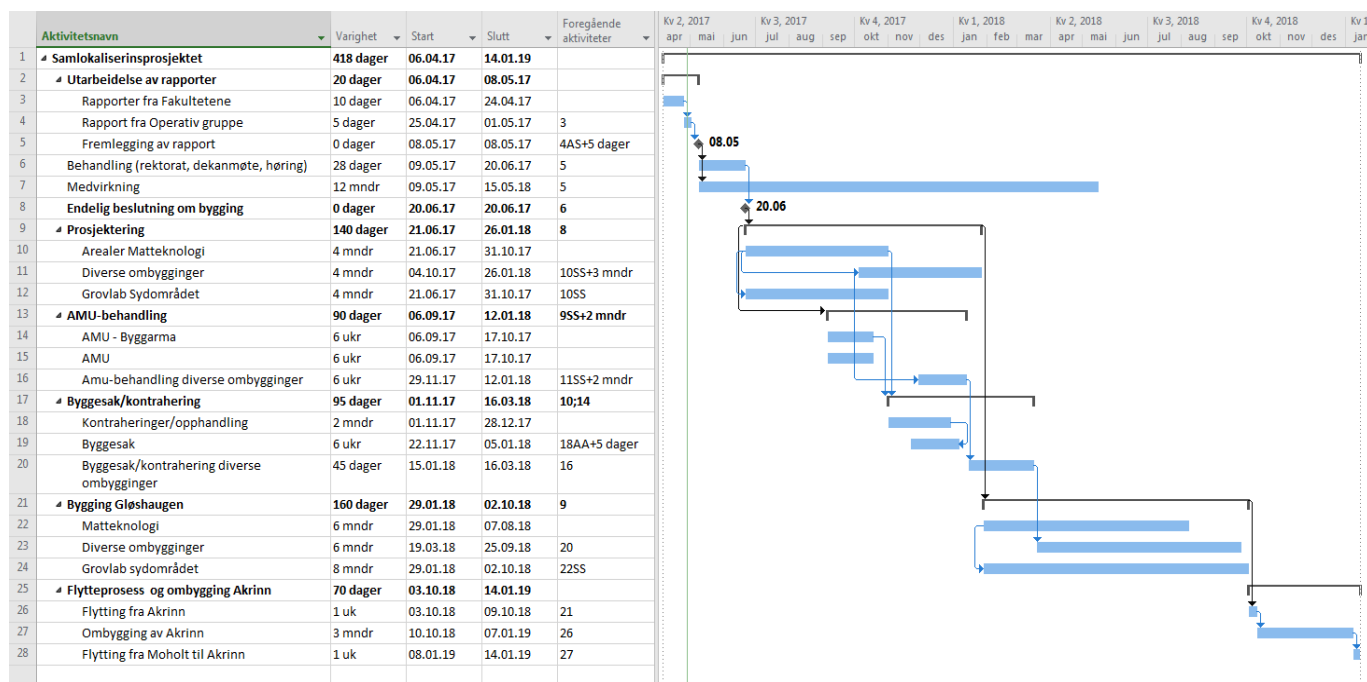 Kv 2, 2017 Kv 3, 2017 Kv 4, 2017 Kv 1, 2018 Kv 2, 2018 Kv 3, 2018 Kv 4, 2018 Kv 1
Aktivitetsnavn Varighet Start Slutt Foregående aktiviteter apr mai jun jul aug sep okt nov des jan feb mar apr mai jun jul aug sep okt nov des jan
1 Samlokaliserinsprosjektet 418 dager 06.04.17 14.01.19
2 Utarbeidelse av rapporter 20 dager 06.04.17 08.05.17
3 Rapporter fra Fakultetene 10 dager 06.04.17 24.04.17
4 Rapport fra Operativ gruppe 5 dager 25.04.17 01.05.17 3
5 Fremlegging av rapport 0 dager 08.05.17 08.05.17 4AS+5 dager 08.05
6 Behandling (rektorat, dekanmøte, høring) 28 dager 09.05.17 20.06.17 5
7 Medvirkning 12 mndr 09.05.17 15.05.18 5
8 Endelig beslutning om bygging 0 dager 20.06.17 20.06.17 6 20.06
9 Prosjektering 140 dager 21.06.17 26.01.18 8
10 Arealer Matteknologi 4 mndr 21.06.17 31.10.17
11 Diverse ombygginger 4 mndr 04.10.17 26.01.18 10SS+3 mndr
12 Grovlab Sydområdet 4 mndr 21.06.17 31.10.17 10SS
13 AMU-behandling 90 dager 06.09.17 12.01.18 9SS+2 mndr
14 AMU - Byggarma 6 ukr 06.09.17 17.10.17
15 AMU 6 ukr 06.09.17 17.10.17
16 Amu-behandling diverse ombygginger 6 ukr 29.11.17 12.01.18 11SS+2 mndr
17 Byggesak/kontrahering 95 dager 01.11.17 16.03.18 10;14
18 Kontraheringer/opphandling 2 mndr 01.11.17 28.12.17
19 Byggesak 6 ukr 22.11.17 05.01.18 18AA+5 dager
20 Byggesak/kontrahering diverse 45 dager 15.01.18 16.03.18 16
ombygginger
21 Bygging Gløshaugen 160 dager 29.01.18 02.10.18 9
22 Matteknologi 6 mndr 29.01.18 07.08.18
23 Diverse ombygginger 6 mndr 19.03.18 25.09.18 20
24 Grovlab sydområdet 8 mndr 29.01.18 02.10.18 22SS
25 Flytteprosess og ombygging Akrinn 70 dager 03.10.18 14.01.19
26 Flytting fra Akrinn 1 uk 03.10.18 09.10.18 21
27 Ombygging av Akrinn 3 mndr 10.10.18 07.01.19 26
28 Flytting fra Moholt til Akrinn 1 uk 08.01.19 14.01.19 27